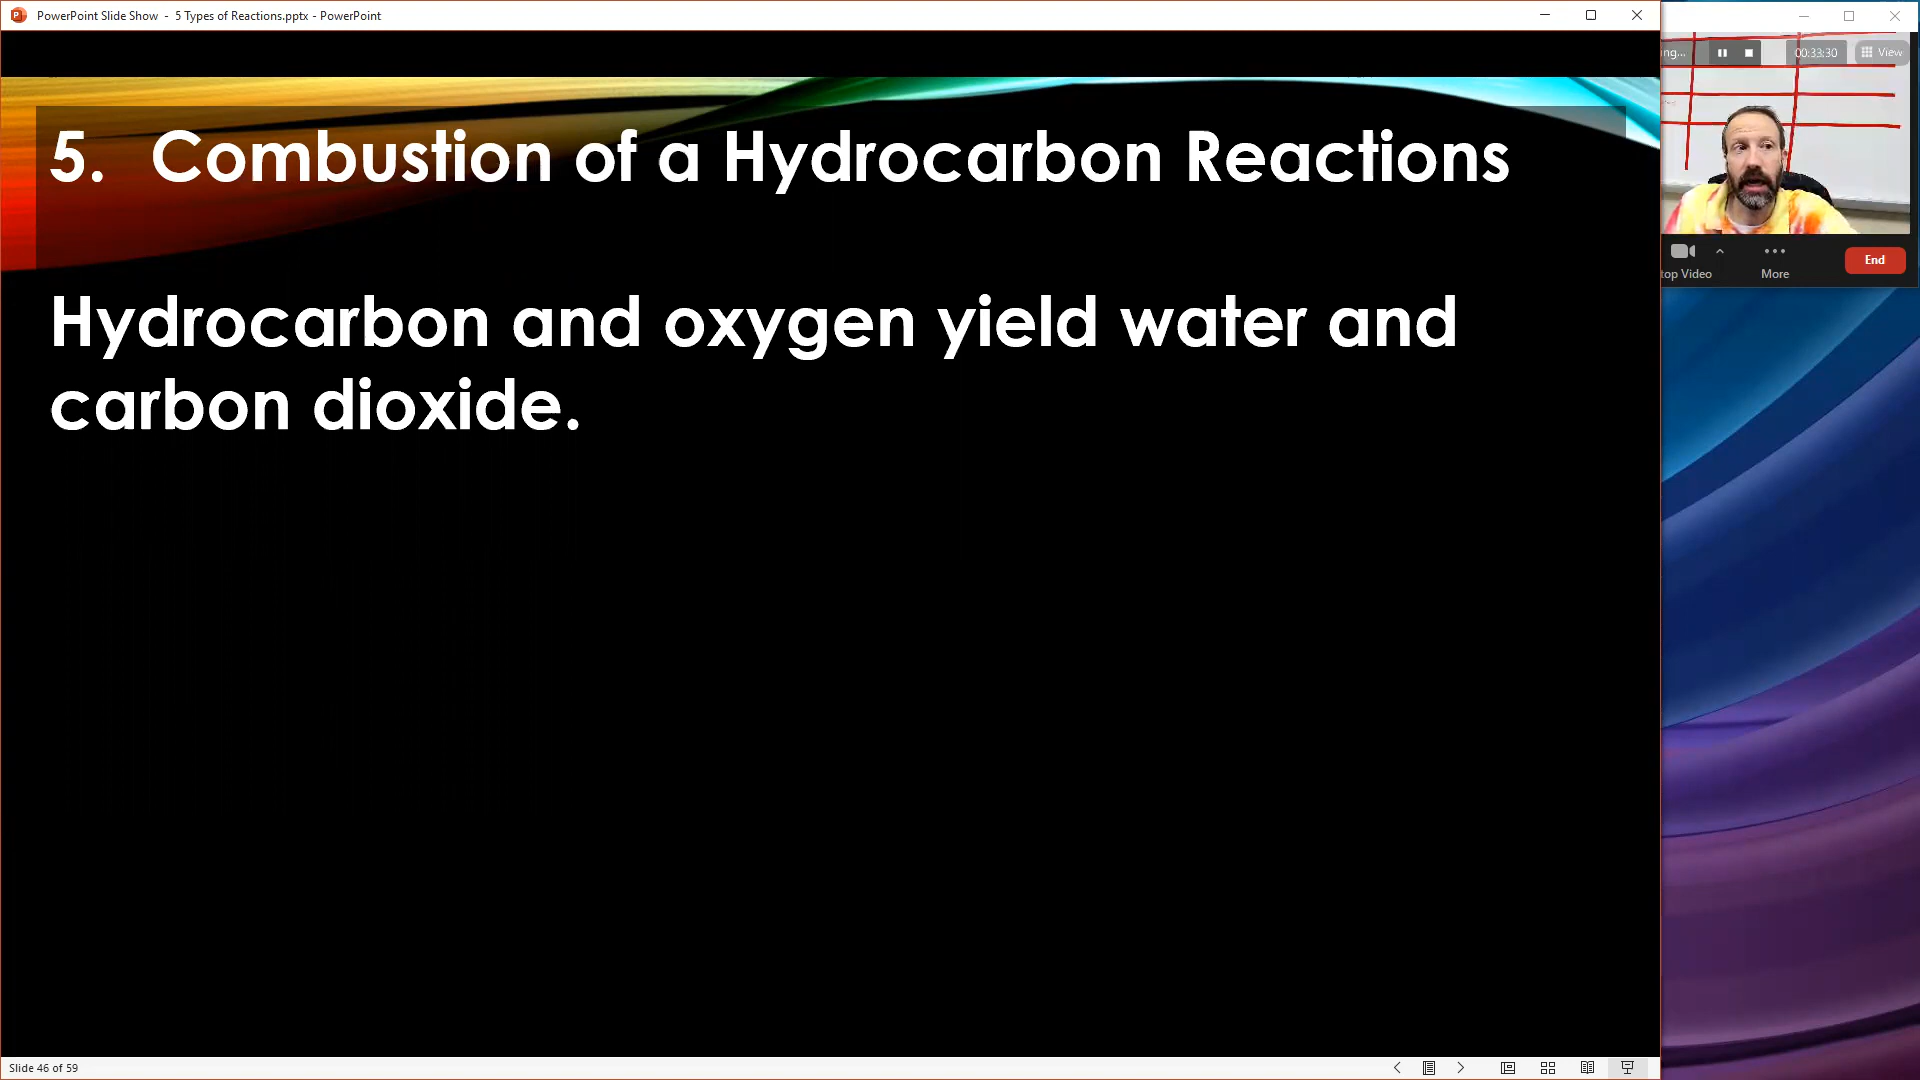 PowerPoint Slide Show - 5 Types of Reactions.pptx - PowerPoint
ng...
00:33:30
View
5. Combustion of a Hydrocarbon Reactions
top Video
More
End
Hydrocarbon and oxygen yield water and
carbon dioxide.
Slide 46 of 59